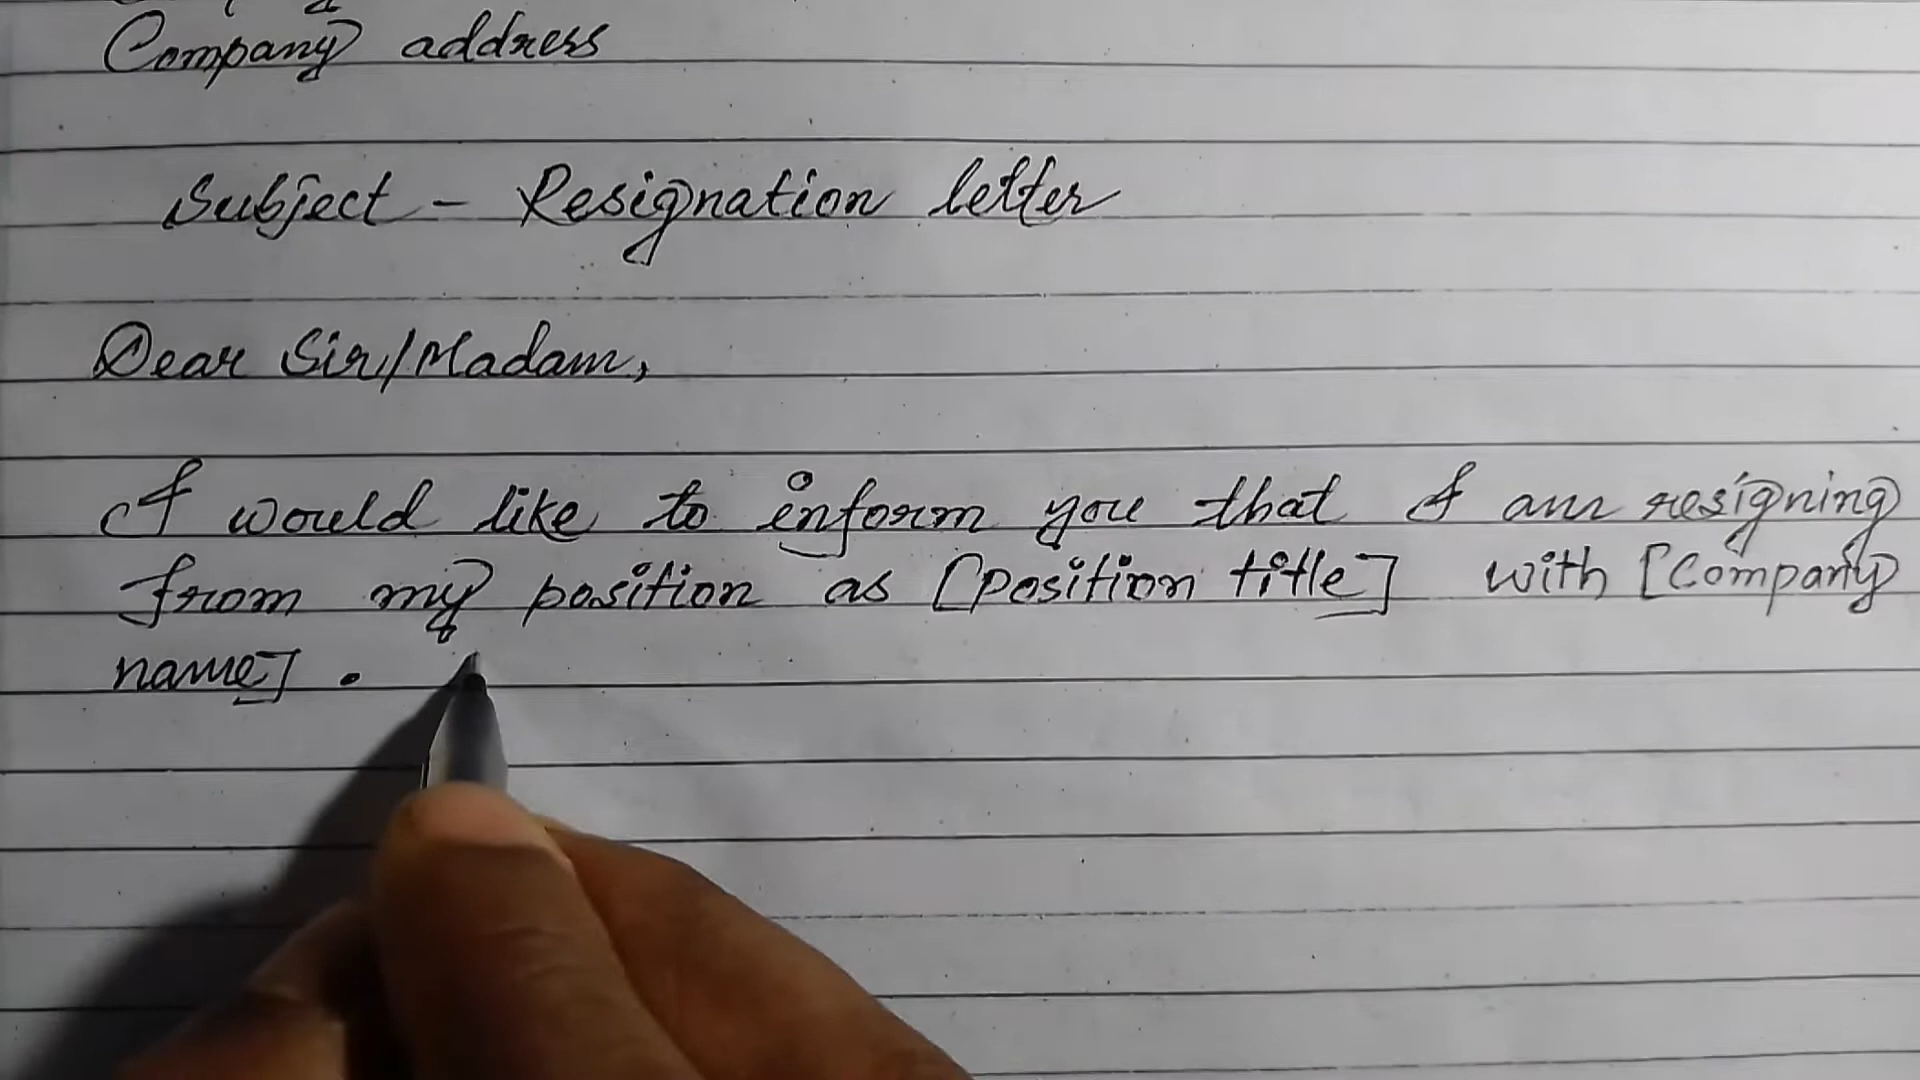 Company address
Subject - Resignation letter
Dear Sir/Madam,
I would like to inform you that I am resigning
from my position as [Position title] with [Company
name].